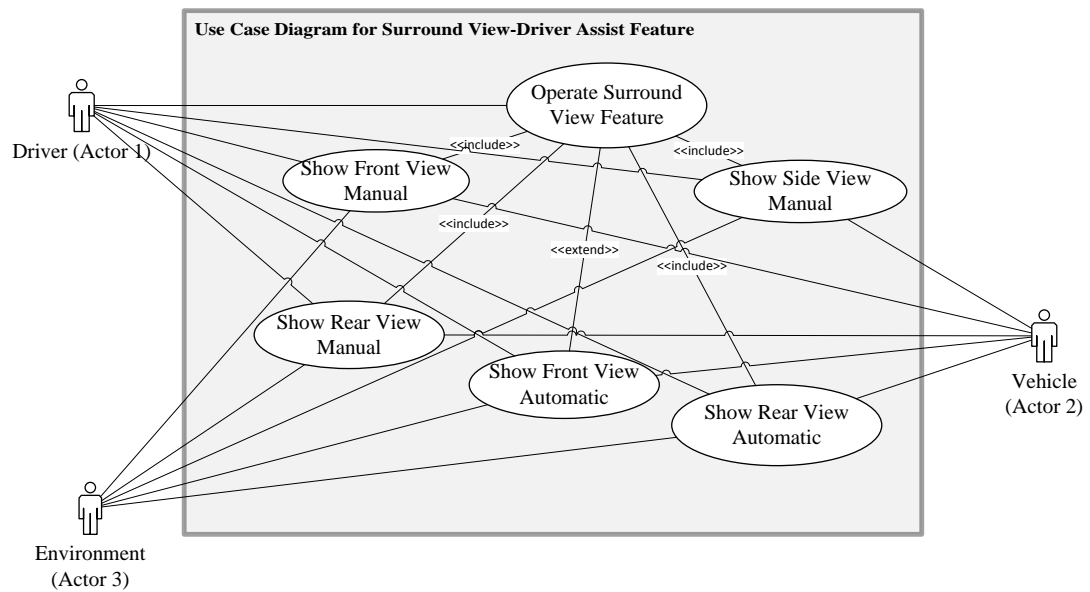 Use Case Diagram for Surround View-Driver Assist Feature
Operate Surround
View Feature
Driver (Actor 1)
<<include>>
<<include>>
Show Front View
Manual
Show Side View
Manual
<<include>>
<<extend>>
<<include>>
Show Rear View
Manual
Show Front View
Automatic
Show Rear View
Automatic
Vehicle
(Actor 2)
Environment
(Actor 3)